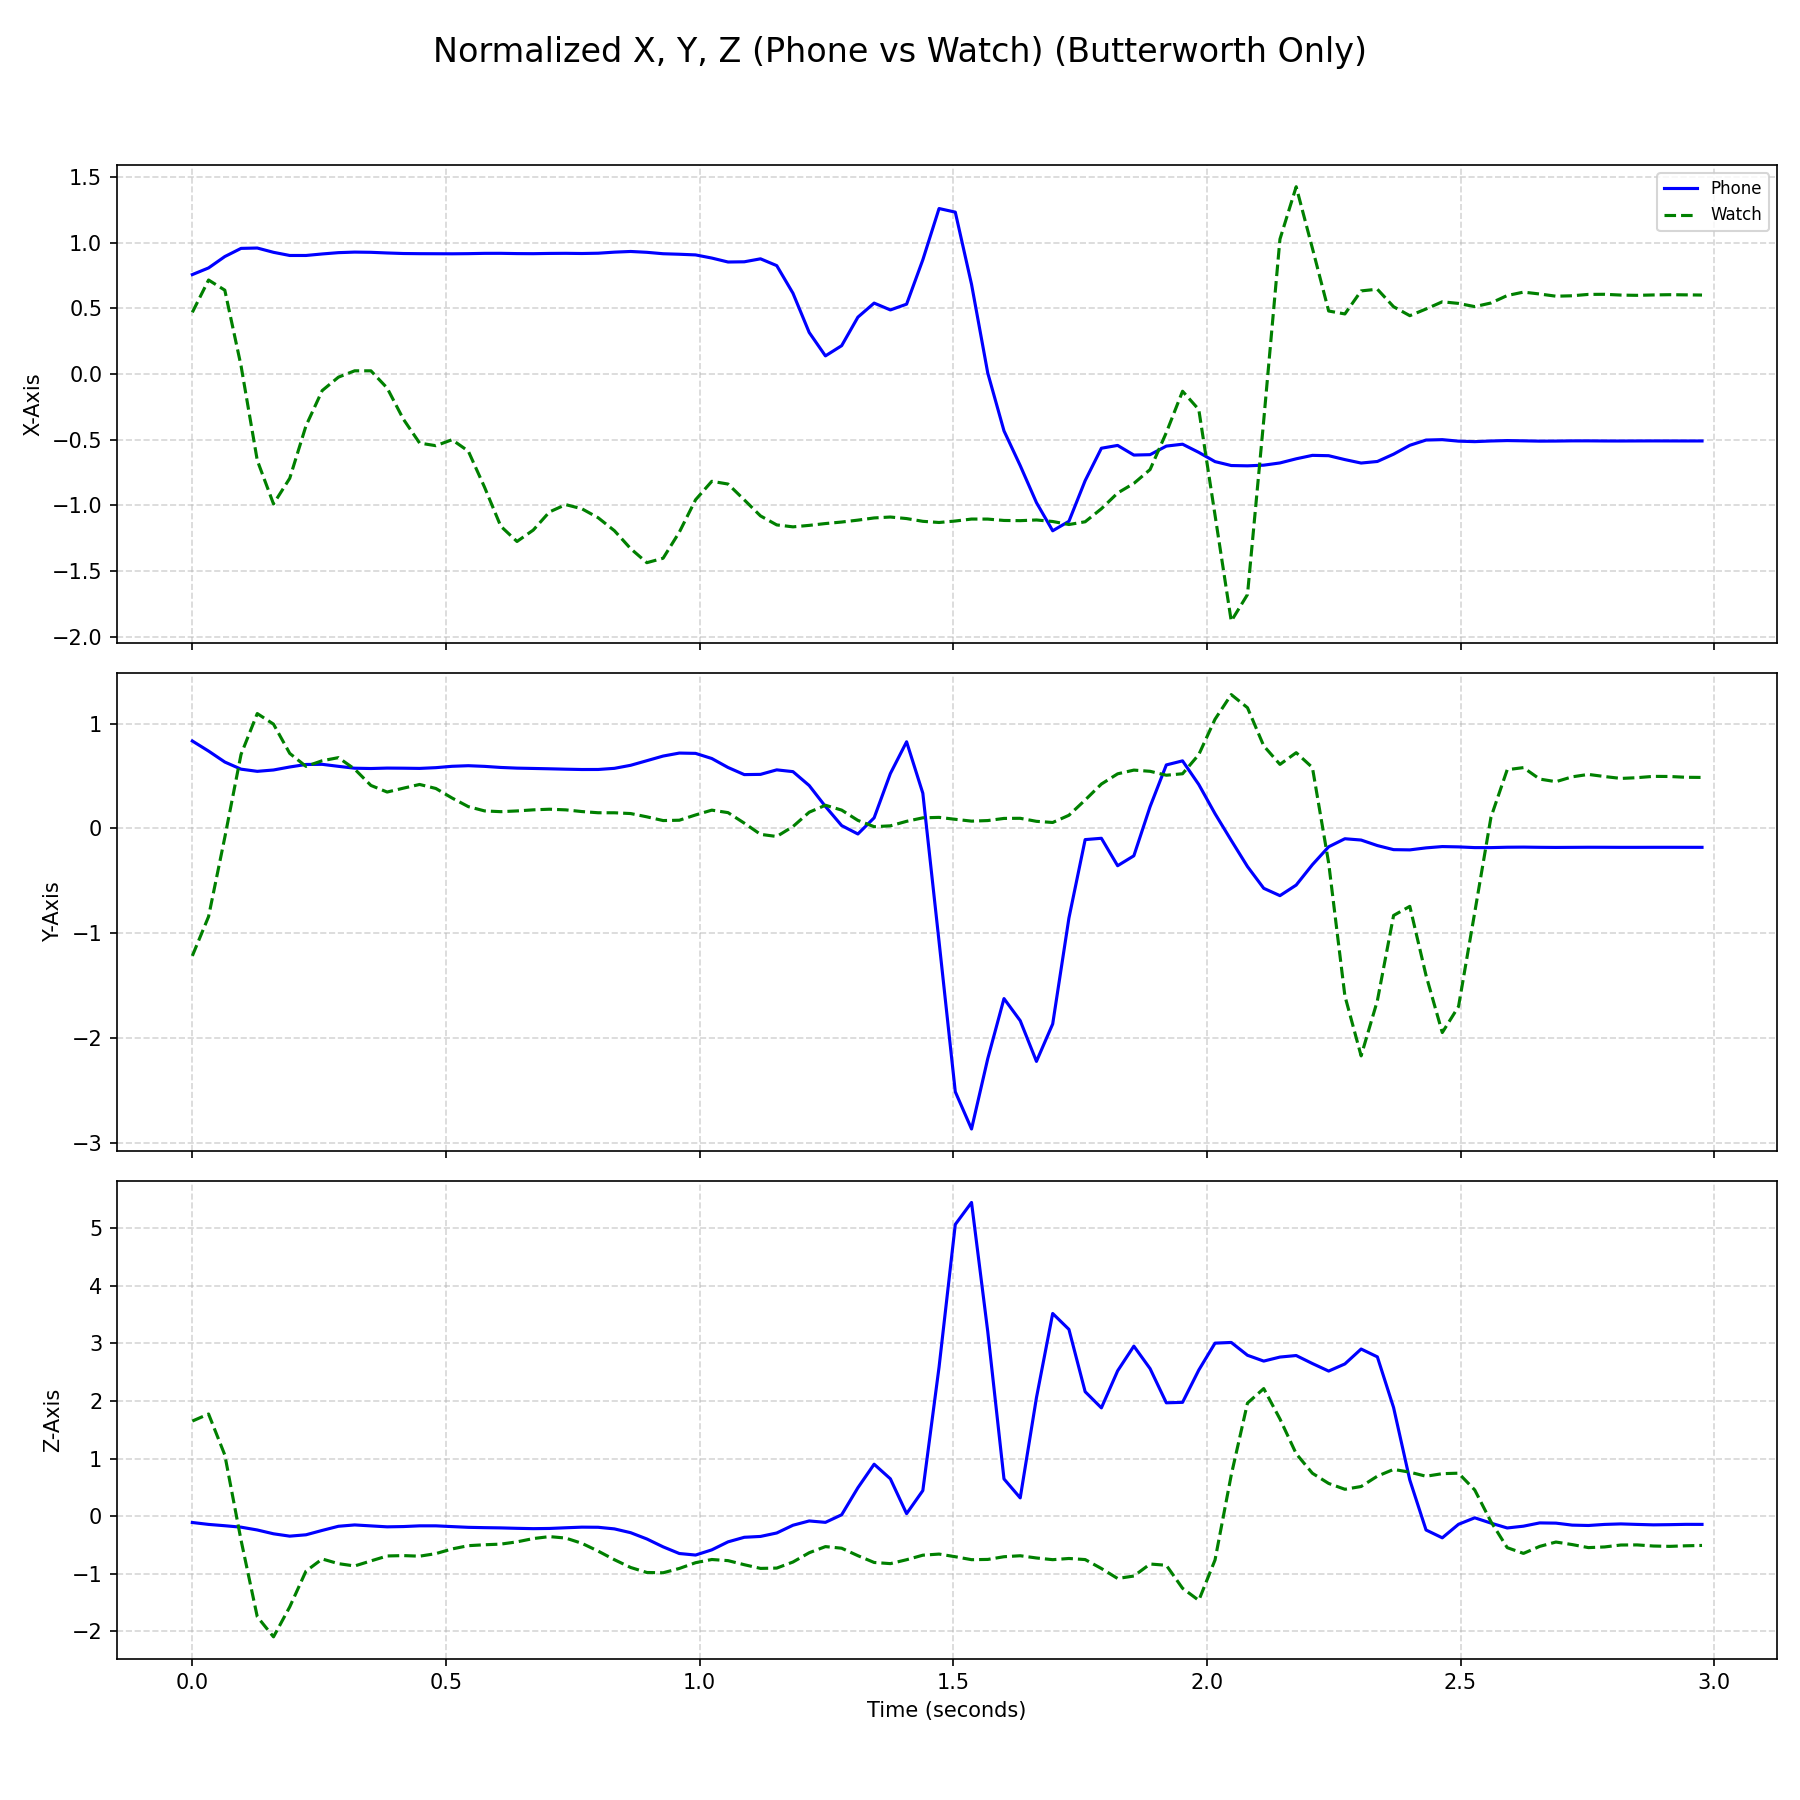 Normalized X, Y, Z (Phone vs Watch) (Butterworth Only)
Phone
Watch
1.5
1.0
0.5
0.0
−0.5
−1.0
−1.5
−2.0
X-Axis
1
0
−1
−2
−3
Y-Axis
5
4
3
2
1
0
−1
−2
Z-Axis
0.0 0.5 1.0 1.5 2.0 2.5 3.0
Time (seconds)